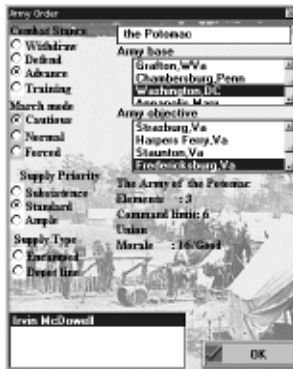 Army Order
Combat Stance
Withdraw
Defend
Advance
Training
March mode
Cautious
Normal
Forced
Supply Priority
Subsistence
Standard
Ample
Supply Type
Encamped
Depot line
the Potomac
Army base
Grafton,WVa
Chambersburg,Penn
Washington,DC
Annapolis,Mary
Army objective
Strasburg,Va
Harpers Ferry,Va
Staunton,Va
Fredericksburg,Va
The Army of the Potomac
Elements : 3
Command limit: 6
Union
Morale : 16/Good
Irvin McDowell
OK